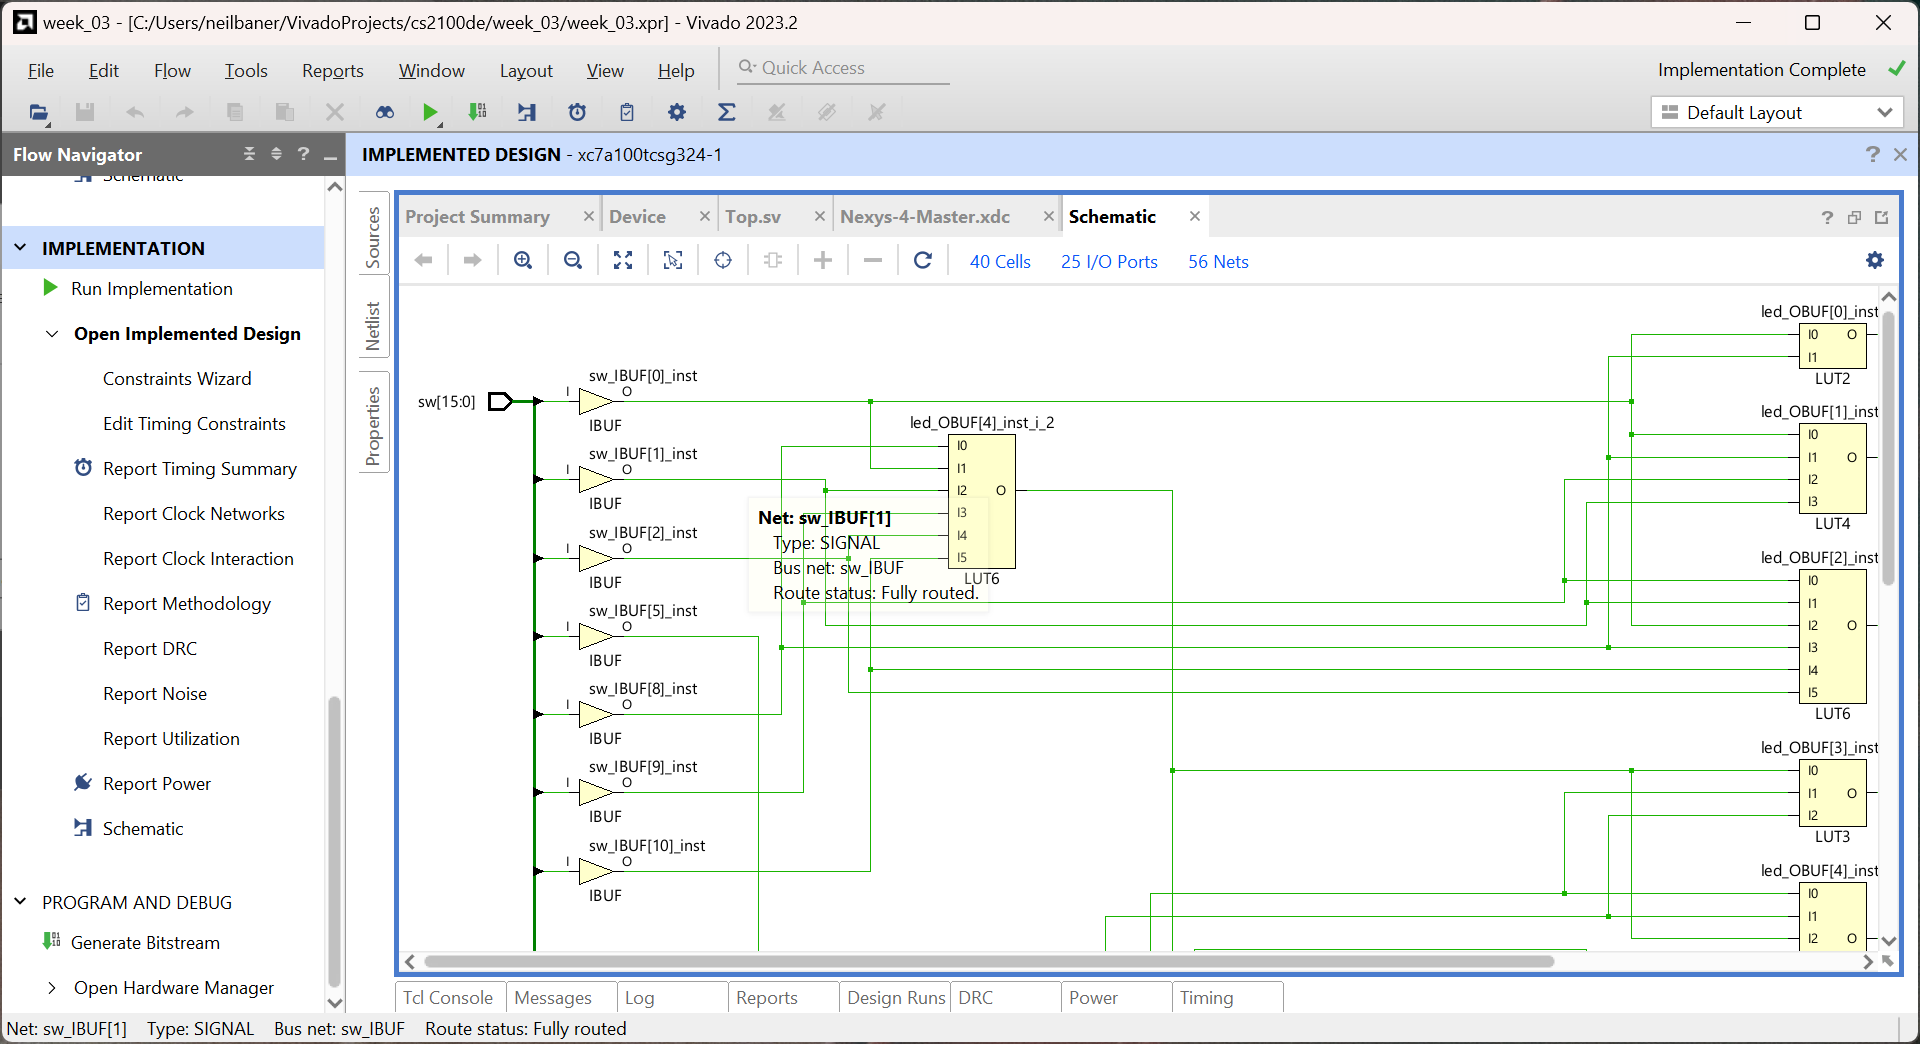 week_03 - [C:/Users/neilbaner/VivadoProjects/cs2100de/week_03/week_03.xpr] - Vivado 2023.2
File Edit Flow Tools Reports Window Layout View Help Quick Access Implementation Complete
Default Layout
Flow Navigator ? IMPLEMENTED DESIGN - xc7a100tcsg324-1 ?
Schematic
IMPLEMENTATION
Run Implementation
Open Implemented Design
Constraints Wizard
Edit Timing Constraints
Report Timing Summary
Report Clock Networks
Report Clock Interaction
Report Methodology
Report DRC
Report Noise
Report Utilization
Report Power
Schematic
PROGRAM AND DEBUG
Generate Bitstream
Open Hardware Manager
Sources
Netlist
Properties
Project Summary Device Top.sv Nexys-4-Master.xdc Schematic ?
40 Cells 25 I/O Ports 56 Nets
sw[15:0]
sw_IBUF[0]_inst
I O
IBUF
sw_IBUF[1]_inst
I O
IBUF
sw_IBUF[2]_inst
I O
IBUF
sw_IBUF[5]_inst
I O
IBUF
sw_IBUF[8]_inst
I O
IBUF
sw_IBUF[9]_inst
I O
IBUF
sw_IBUF[10]_inst
I O
IBUF
led_OBUF[4]_inst_i_2
I0
I1
I2 O
I3
I4
I5
LUT6
Net: sw_IBUF[1]
Type: SIGNAL
Bus net: sw_IBUF
Route status: Fully routed.
led_OBUF[0]_inst
I0 O
I1
LUT2
led_OBUF[1]_inst
I0
I1 O
I2
I3
LUT4
led_OBUF[2]_inst
I0
I1
I2 O
I3
I4
I5
LUT6
led_OBUF[3]_inst
I0
I1 O
I2
LUT3
led_OBUF[4]_inst
I0
I1
I2 O
Tcl Console Messages Log Reports Design Runs DRC Power Timing
Net: sw_IBUF[1] Type: SIGNAL Bus net: sw_IBUF Route status: Fully routed